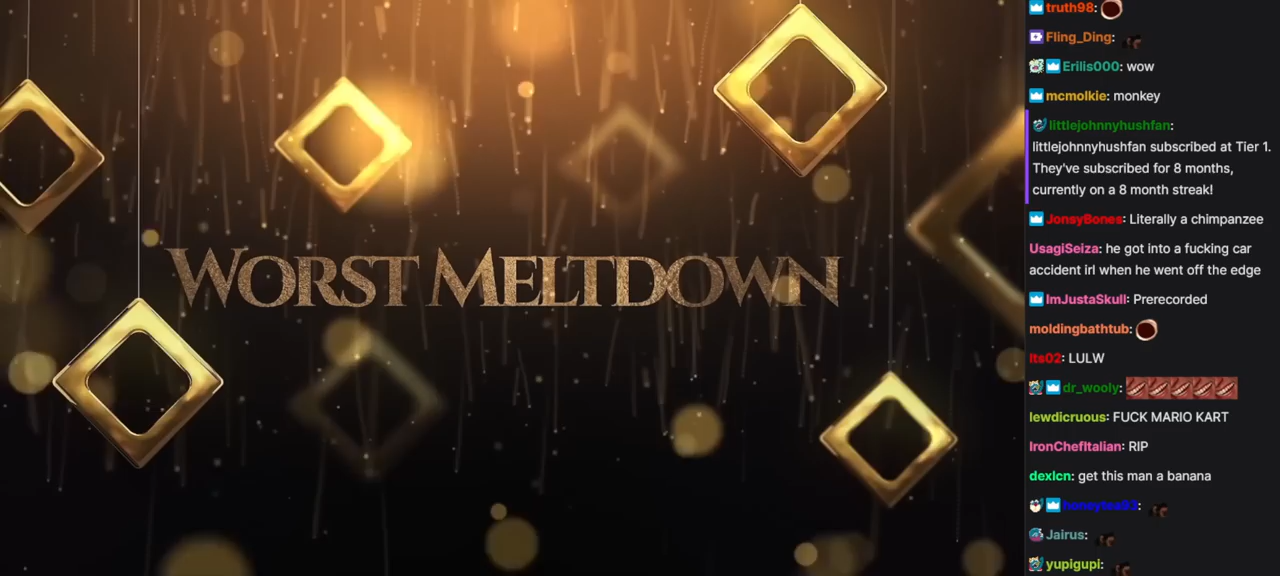 WORST MELTDOWN
truth98:
Fling_Ding:
Erilis000: wow
mcmolkie: monkey
littlejohnnyhushfan:
littlejohnnyhushfan subscribed at Tier 1.
They've subscribed for 8 months,
currently on a 8 month streak!
JonsyBones: Literally a chimpanzee
UsagiSeiza: he got into a fucking car
accident irl when he went off the edge
ImJustaSkull: Prerecorded
moldingbathtub:
Its02: LULW
dr_wooly:
lewdicruous: FUCK MARIO KART
IronChefItalian: RIP
dexlcn: get this man a banana
Jairus:
yupigupi: